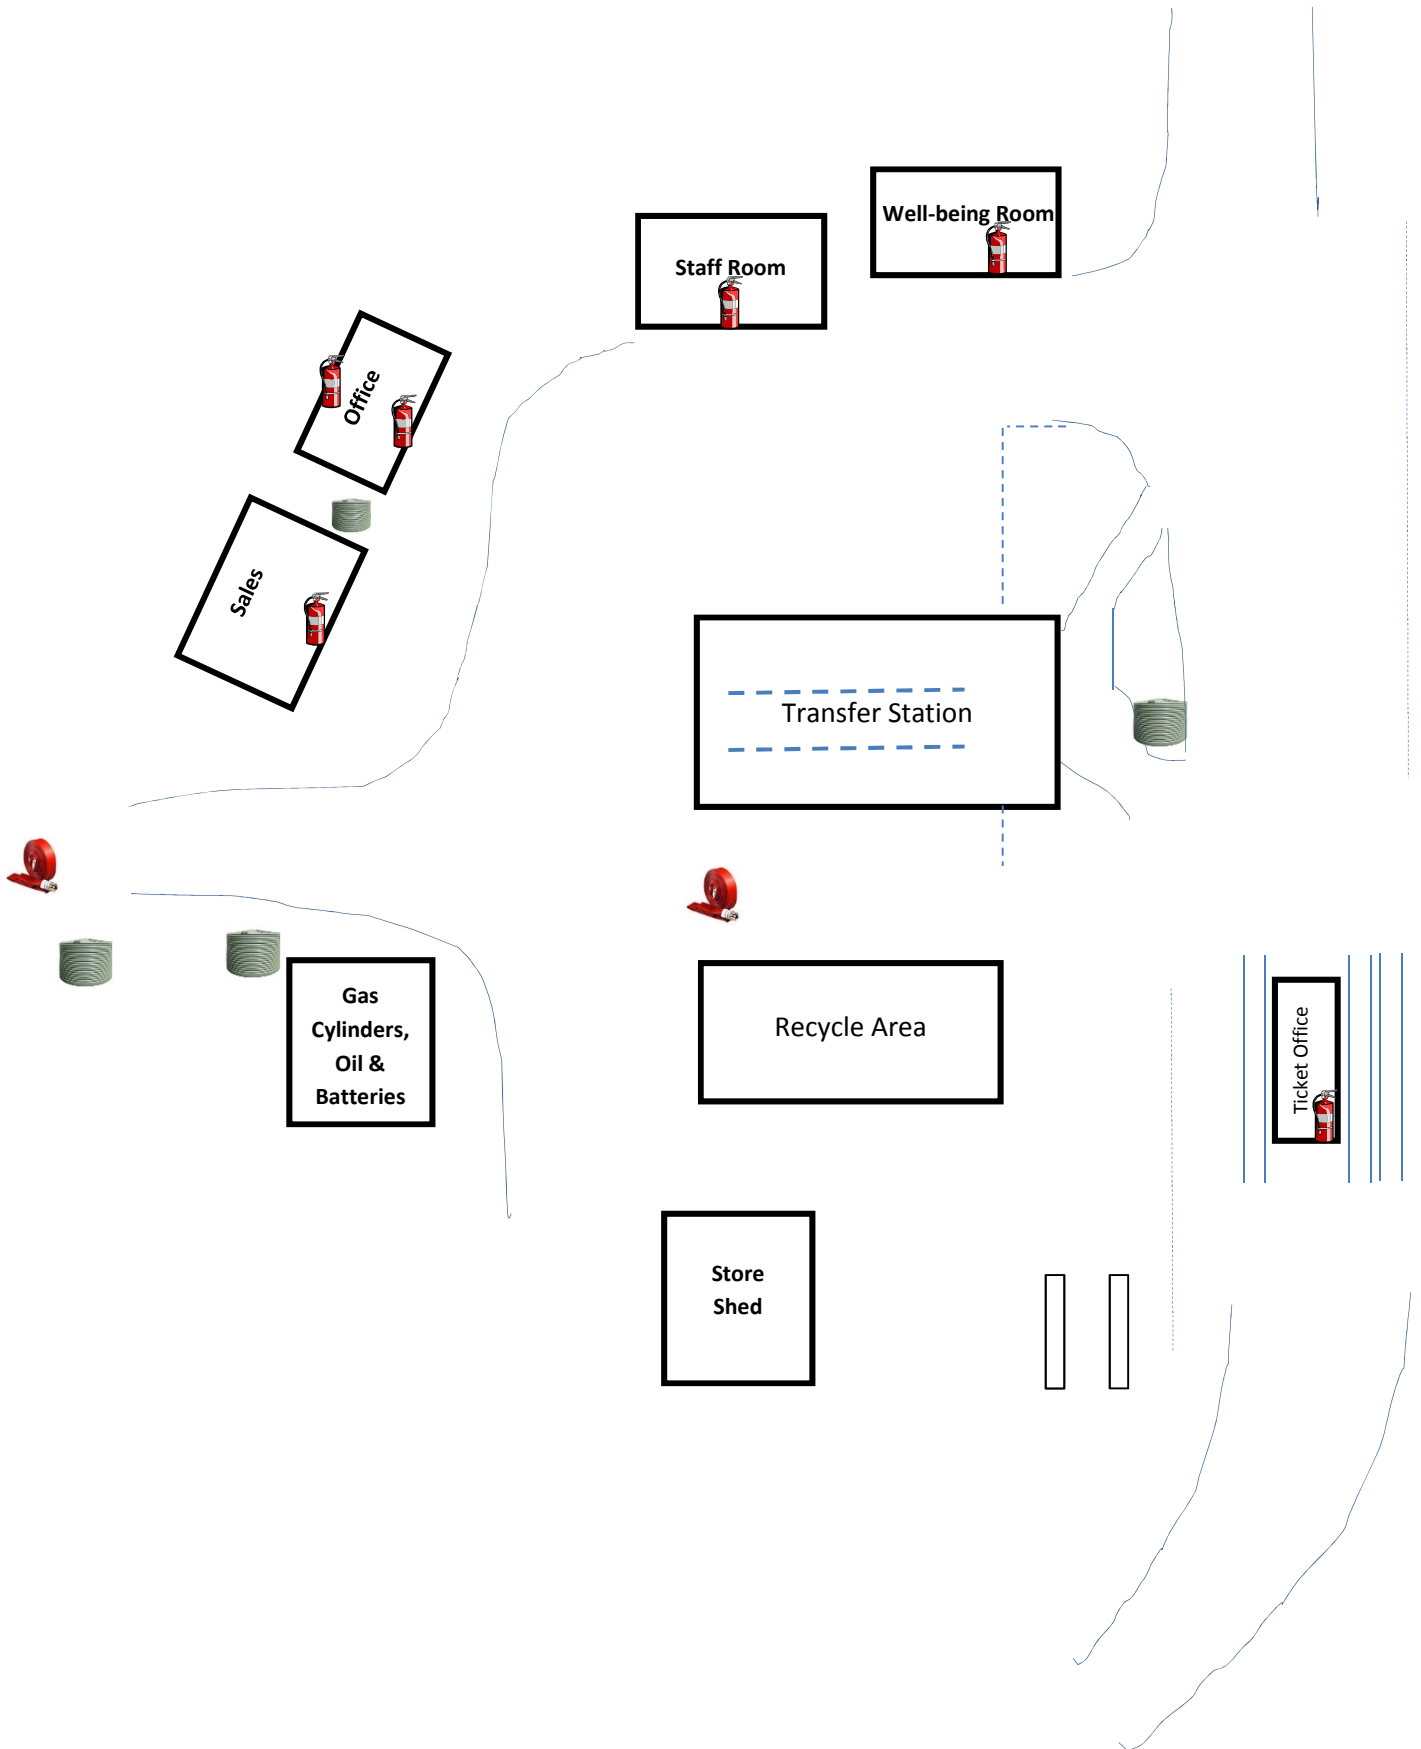 Well-being Room
Staff Room
Office
Sales
Transfer Station
Gas
Cylinders,
Oil &
Batteries
Recycle Area
Ticket Office
Store
Shed